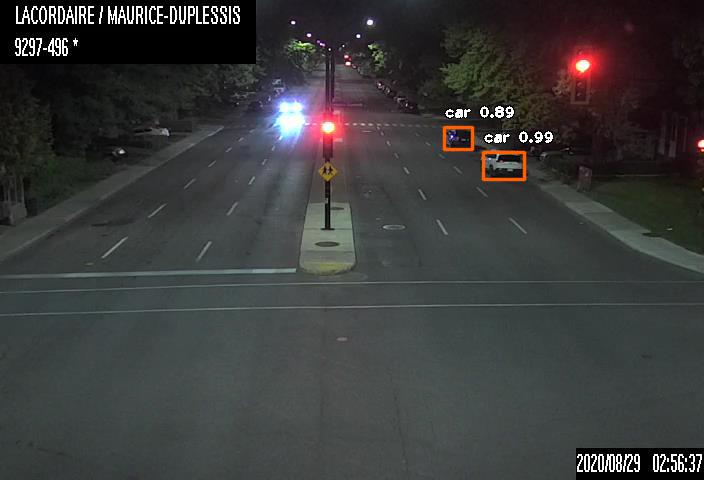 LACORDAIRE / MAURICE-DUPLESSIS
9297-496 *
car 0.89
car 0.99
2020/08/29 02:56:37